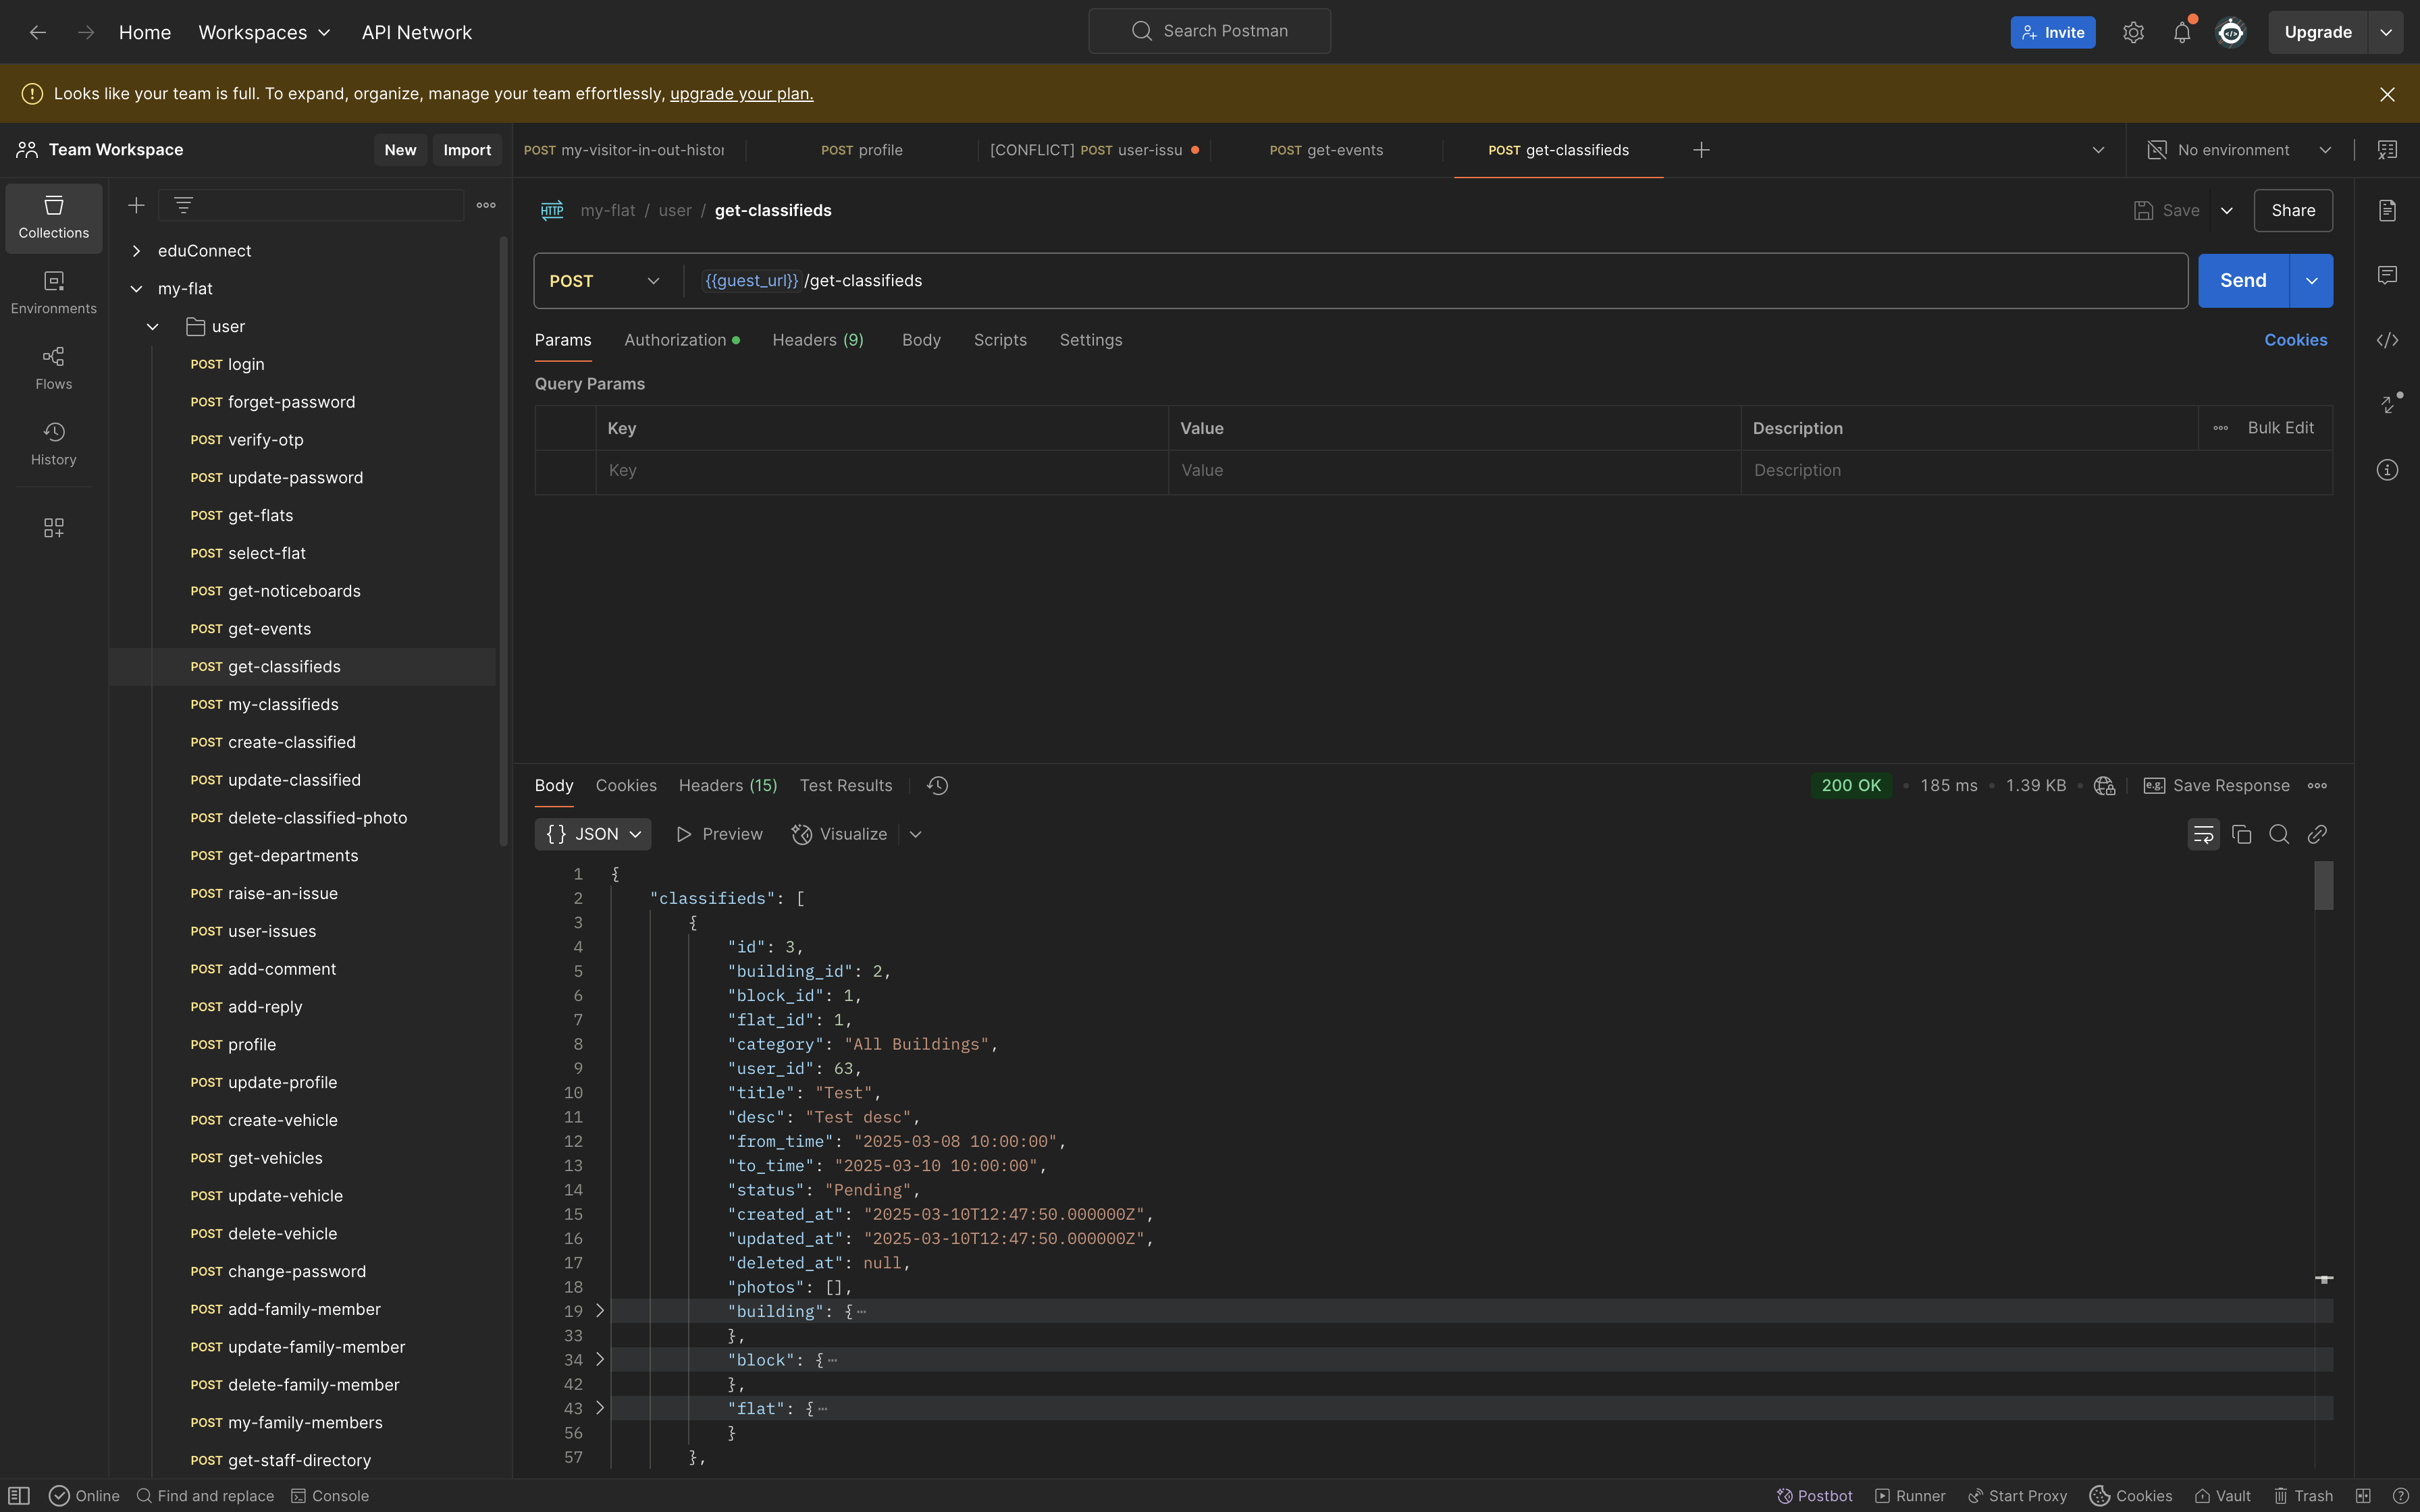 Home Workspaces API Network Search Postman Invite Upgrade
Looks like your team is full. To expand, organize, manage your team effortlessly, upgrade your plan.
Team Workspace New Import
POST my-visitor-in-out-histor POST profile [CONFLICT] POST user-issu POST get-events POST get-classifieds No environment
Collections
Environments
Flows
History
eduConnect
my-flat
user
POST login
POST forget-password
POST verify-otp
POST update-password
POST get-flats
POST select-flat
POST get-noticeboards
POST get-events
POST get-classifieds
POST my-classifieds
POST create-classified
POST update-classified
POST delete-classified-photo
POST get-departments
POST raise-an-issue
POST user-issues
POST add-comment
POST add-reply
POST profile
POST update-profile
POST create-vehicle
POST get-vehicles
POST update-vehicle
POST delete-vehicle
POST change-password
POST add-family-member
POST update-family-member
POST delete-family-member
POST my-family-members
POST get-staff-directory
HTTP my-flat / user / get-classifieds Save Share
POST {{guest_url}} /get-classifieds Send
Params Authorization Headers (9) Body Scripts Settings Cookies
Query Params
Key Value Description Bulk Edit
Key Value Description
Body Cookies Headers (15) Test Results 200 OK 185 ms 1.39 KB e.g. Save Response
{} JSON Preview Visualize
1 {
2 "classifieds": [
3 {
4 "id": 3,
5 "building_id": 2,
6 "block_id": 1,
7 "flat_id": 1,
8 "category": "All Buildings",
9 "user_id": 63,
10 "title": "Test",
11 "desc": "Test desc",
12 "from_time": "2025-03-08 10:00:00",
13 "to_time": "2025-03-10 10:00:00",
14 "status": "Pending",
15 "created_at": "2025-03-10T12:47:50.000000Z",
16 "updated_at": "2025-03-10T12:47:50.000000Z",
17 "deleted_at": null,
18 "photos": [],
19 "building": {⋯
33 },
34 "block": {⋯
42 },
43 "flat": {⋯
56 }
57 },
Online Find and replace Console Postbot Runner Start Proxy Cookies Vault Trash